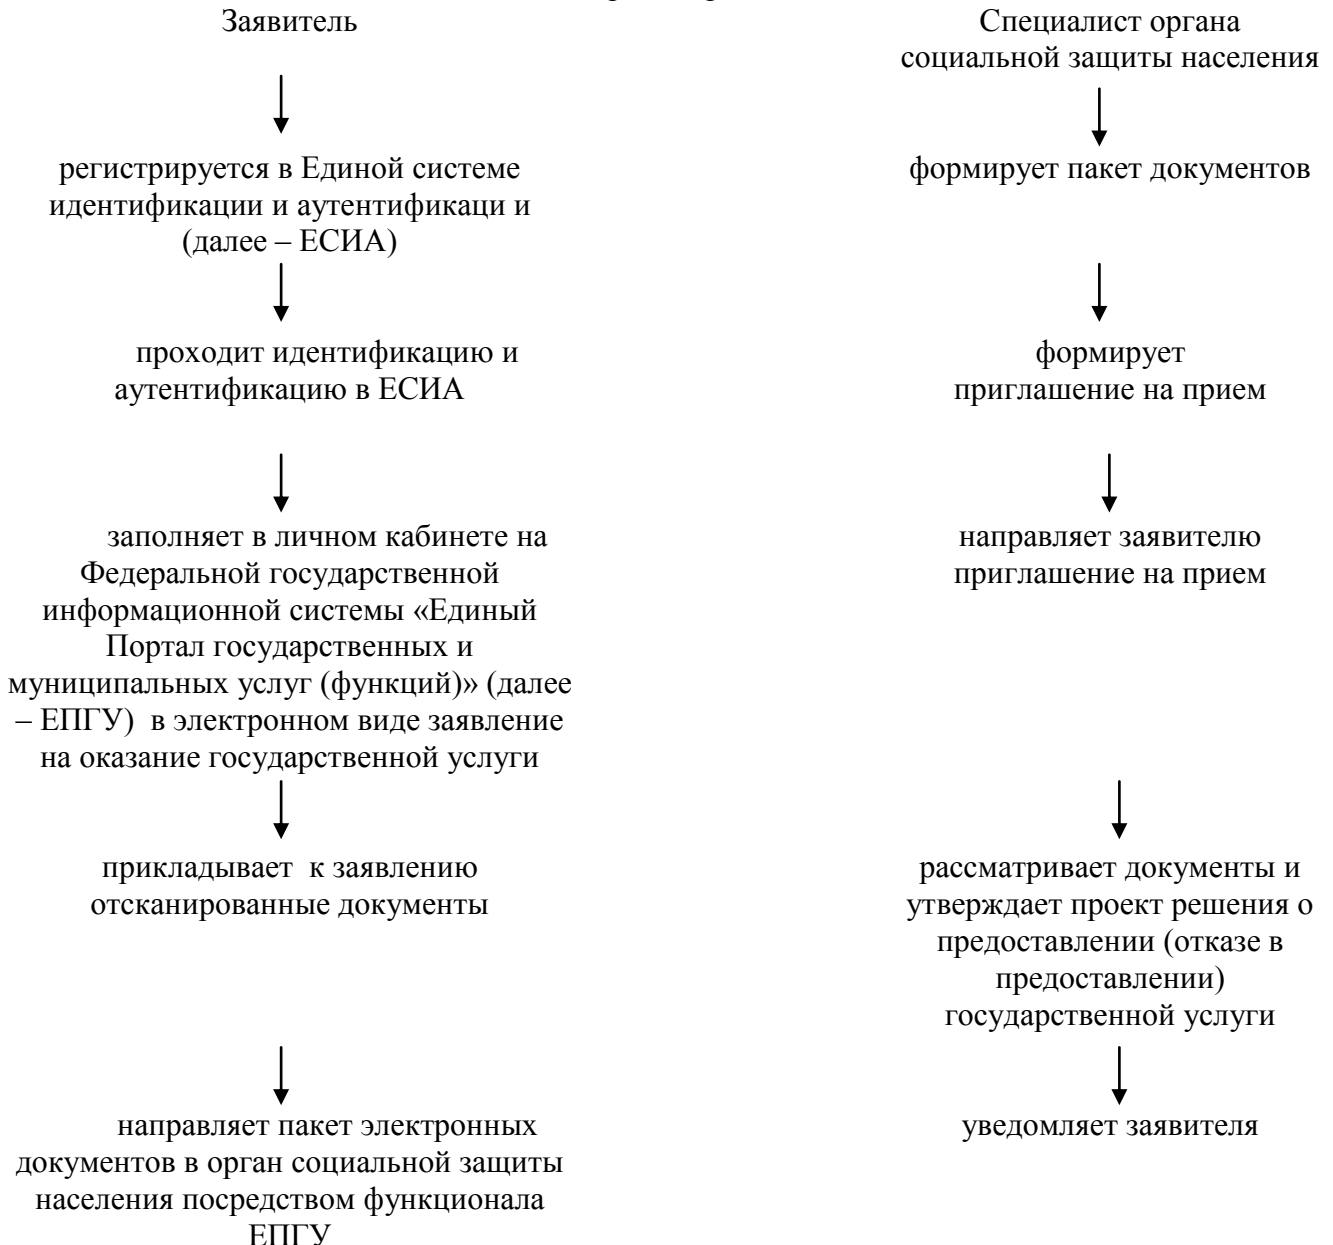 Заявитель
регистрируется в Единой системе
идентификации и аутентификаци и
(далее – ЕСИА)
проходит идентификацию и
аутентификацию в ЕСИА
заполняет в личном кабинете на
Федеральной государственной
информационной системы «Единый
Портал государственных и
муниципальных услуг (функций)» (далее
– ЕПГУ) в электронном виде заявление
на оказание государственной услуги
прикладывает к заявлению
отсканированные документы
направляет пакет электронных
документов в орган социальной защиты
населения посредством функционала
ЕПГУ
Специалист органа
социальной защиты населения
формирует пакет документов
формирует
приглашение на прием
направляет заявителю
приглашение на прием
рассматривает документы и
утверждает проект решения о
предоставлении (отказе в
предоставлении)
государственной услуги
уведомляет заявителя